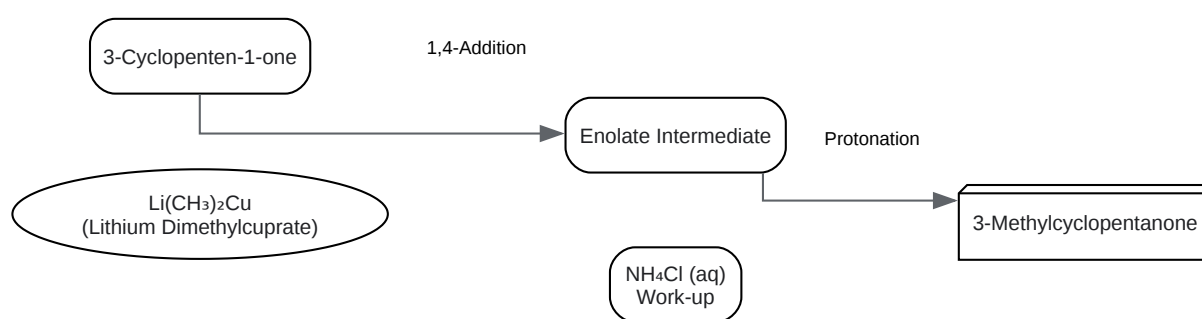 3-Cyclopenten-1-one
1,4-Addition
Enolate Intermediate
Protonation
Li(CH₃)₂Cu
(Lithium Dimethylcuprate)
3-Methylcyclopentanone
NH₄Cl (aq)
Work-up